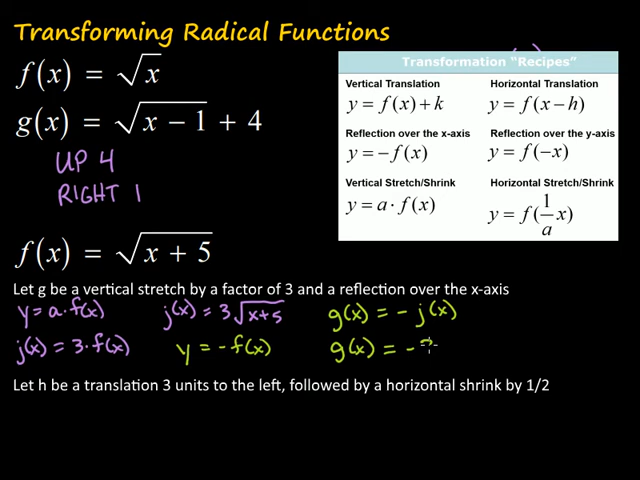 Transforming Radical Functions
f(x) = √x
g(x) = √(x − 1) + 4
UP 4
RIGHT 1
Transformation "Recipes"
Vertical Translation
y = f(x) + k
Horizontal Translation
y = f(x − h)
Reflection over the x-axis
y = −f(x)
Reflection over the y-axis
y = f(−x)
Vertical Stretch/Shrink
y = a · f(x)
Horizontal Stretch/Shrink
y = f(1/a x)
f(x) = √(x + 5)
Let g be a vertical stretch by a factor of 3 and a reflection over the x-axis
y = a · f(x)
j(x) = 3 · f(x)
j(x) = 3√(x+5)
y = −f(x)
g(x) = − j(x)
g(x) = −
Let h be a translation 3 units to the left, followed by a horizontal shrink by 1/2